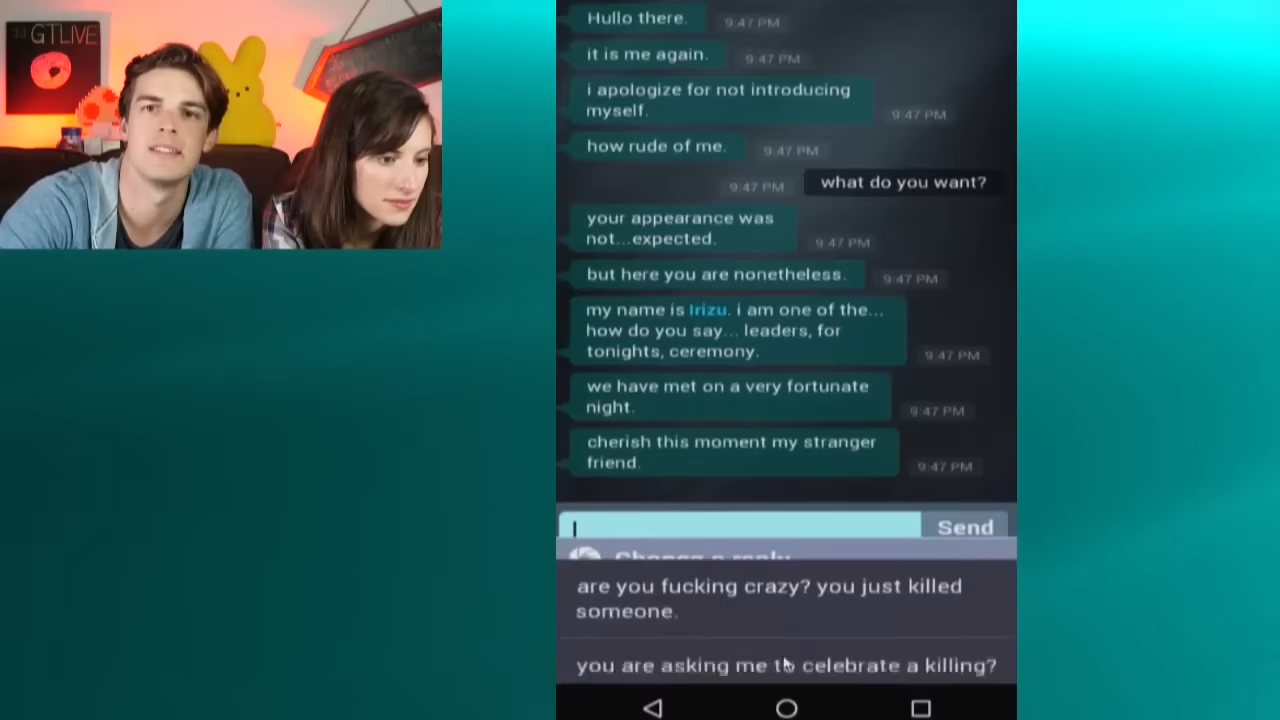 #GTLIVE
Hullo there.
9:47 PM
it is me again.
9:47 PM
i apologize for not introducing
myself.
9:47 PM
how rude of me.
9:47 PM
9:47 PM
what do you want?
your appearance was
not...expected.
9:47 PM
but here you are nonetheless.
9:47 PM
my name is Irizu. i am one of the...
how do you say... leaders, for
tonights, ceremony.
9:47 PM
we have met on a very fortunate
night.
9:47 PM
cherish this moment my stranger
friend.
9:47 PM
Send
Choose a reply
are you fucking crazy? you just killed
someone.
you are asking me to celebrate a killing?